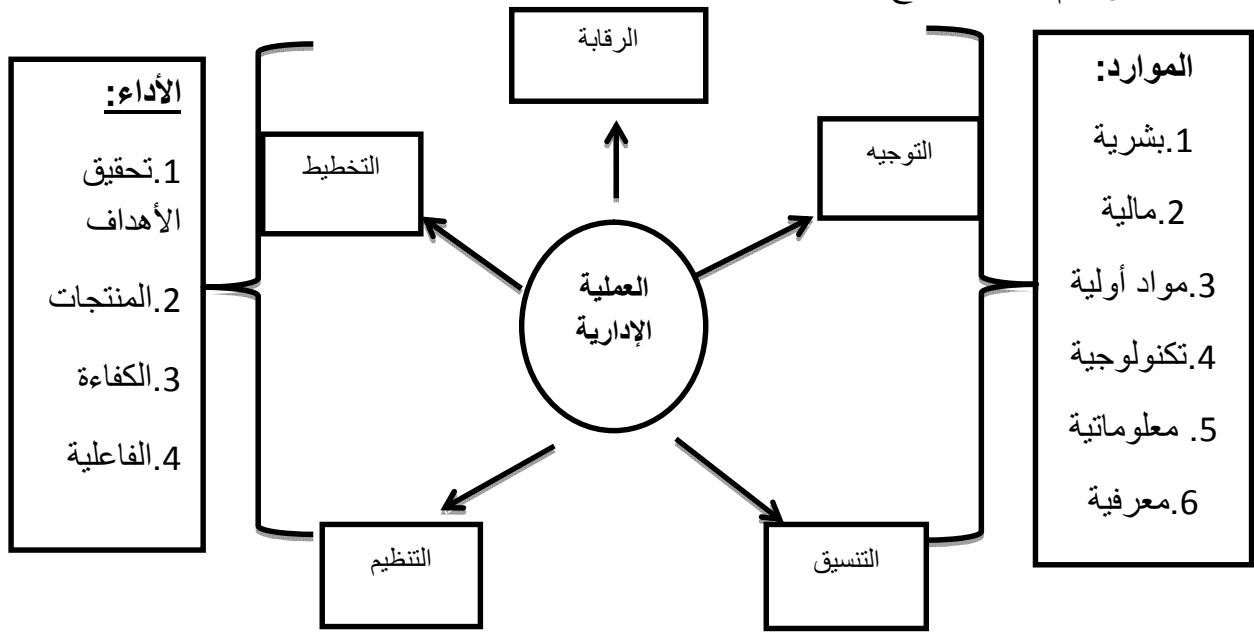 الرقابة
الموارد:
1.بشرية
2.مالية
3.مواد أولية
4.تكنولوجية
5. معلوماتية
6.معرفية
التوجيه
التخطيط
العملية
الإدارية
التنسيق
التنظيم
الأداء:
1.تحقيق
الأهداف
2.المنتجات
3.الكفاءة
4.الفاعلية